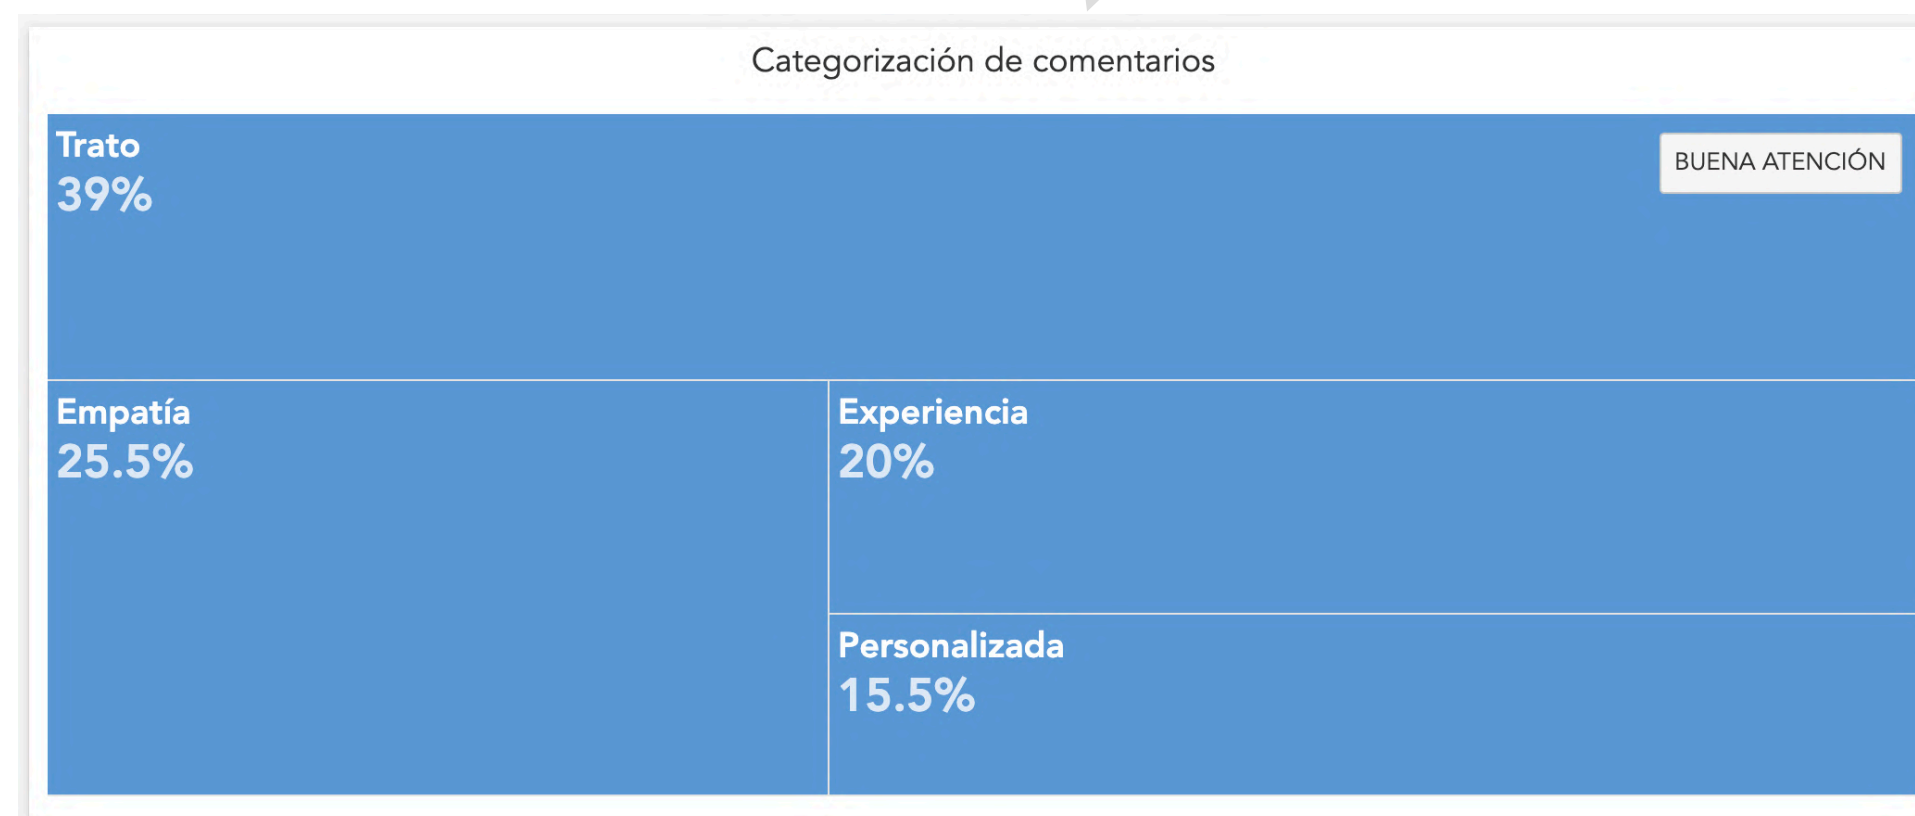 Categorización de comentarios
Trato
39%
BUENA ATENCIÓN
Empatía
25.5%
Experiencia
20%
Personalizada
15.5%